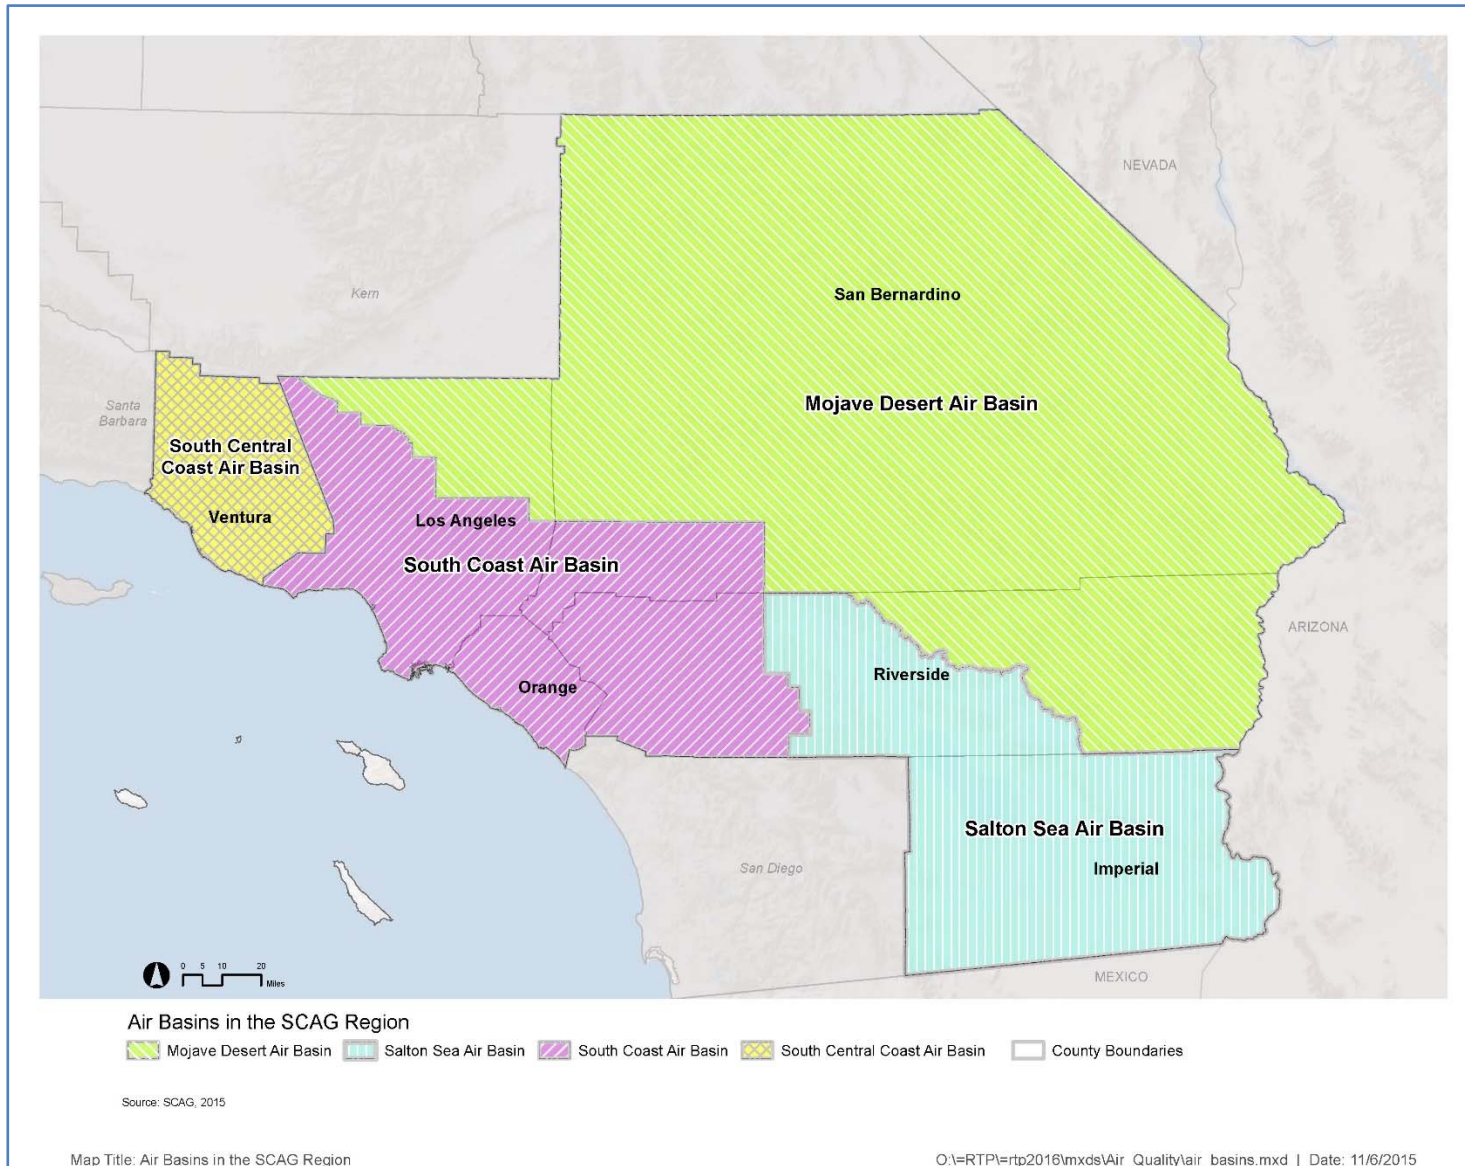 NEVADA
Kern
San Bernardino
Mojave Desert Air Basin
Santa
Barbara
South Central
Coast Air Basin
Ventura
Los Angeles
South Coast Air Basin
ARIZONA
Riverside
Orange
Salton Sea Air Basin
San Diego
Imperial
MEXICO
0 5 10 20
Miles
Air Basins in the SCAG Region
Mojave Desert Air Basin Salton Sea Air Basin South Coast Air Basin South Central Coast Air Basin County Boundaries
Source: SCAG, 2015
Map Title: Air Basins in the SCAG Region O:\=RTP\=rtp2016\mxds\Air_Quality\air_basins.mxd | Date: 11/6/2015